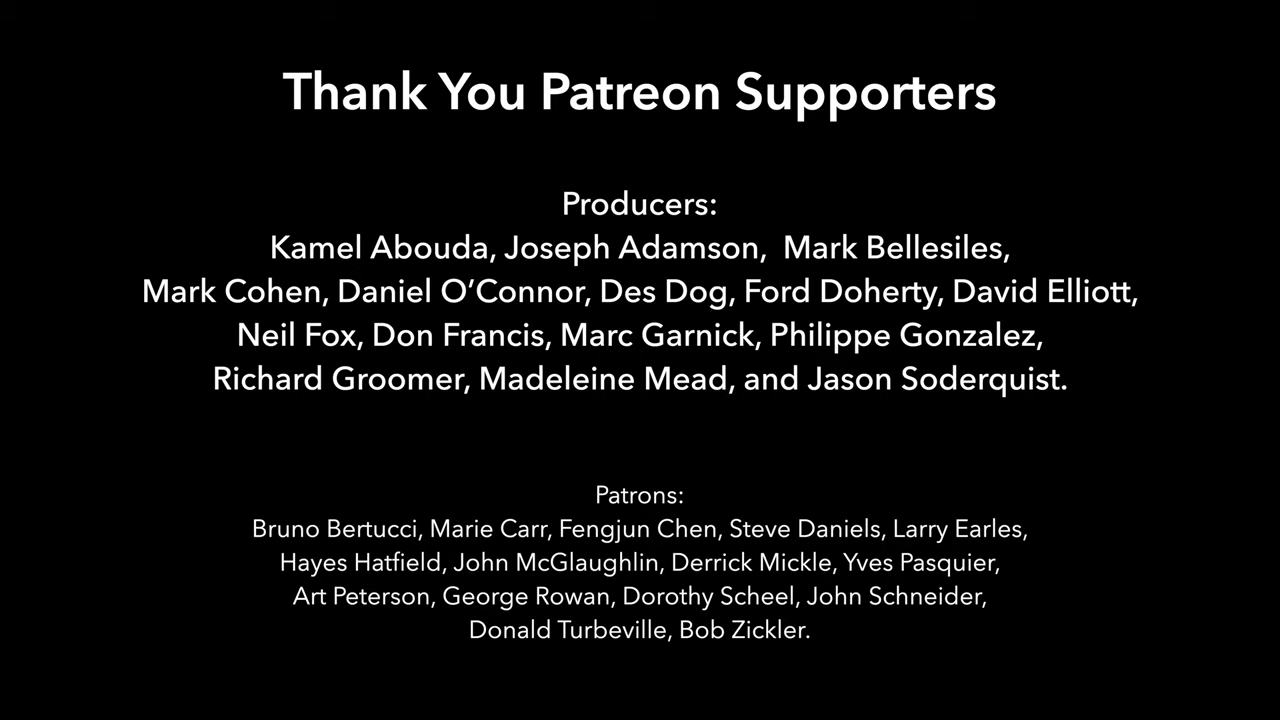 Thank You Patreon Supporters
Producers:
Kamel Abouda, Joseph Adamson,  Mark Bellesiles,
Mark Cohen, Daniel O’Connor, Des Dog, Ford Doherty, David Elliott,
Neil Fox, Don Francis, Marc Garnick, Philippe Gonzalez,
Richard Groomer, Madeleine Mead, and Jason Soderquist.
Patrons:
Bruno Bertucci, Marie Carr, Fengjun Chen, Steve Daniels, Larry Earles,
Hayes Hatfield, John McGlaughlin, Derrick Mickle, Yves Pasquier,
Art Peterson, George Rowan, Dorothy Scheel, John Schneider,
Donald Turbeville, Bob Zickler.